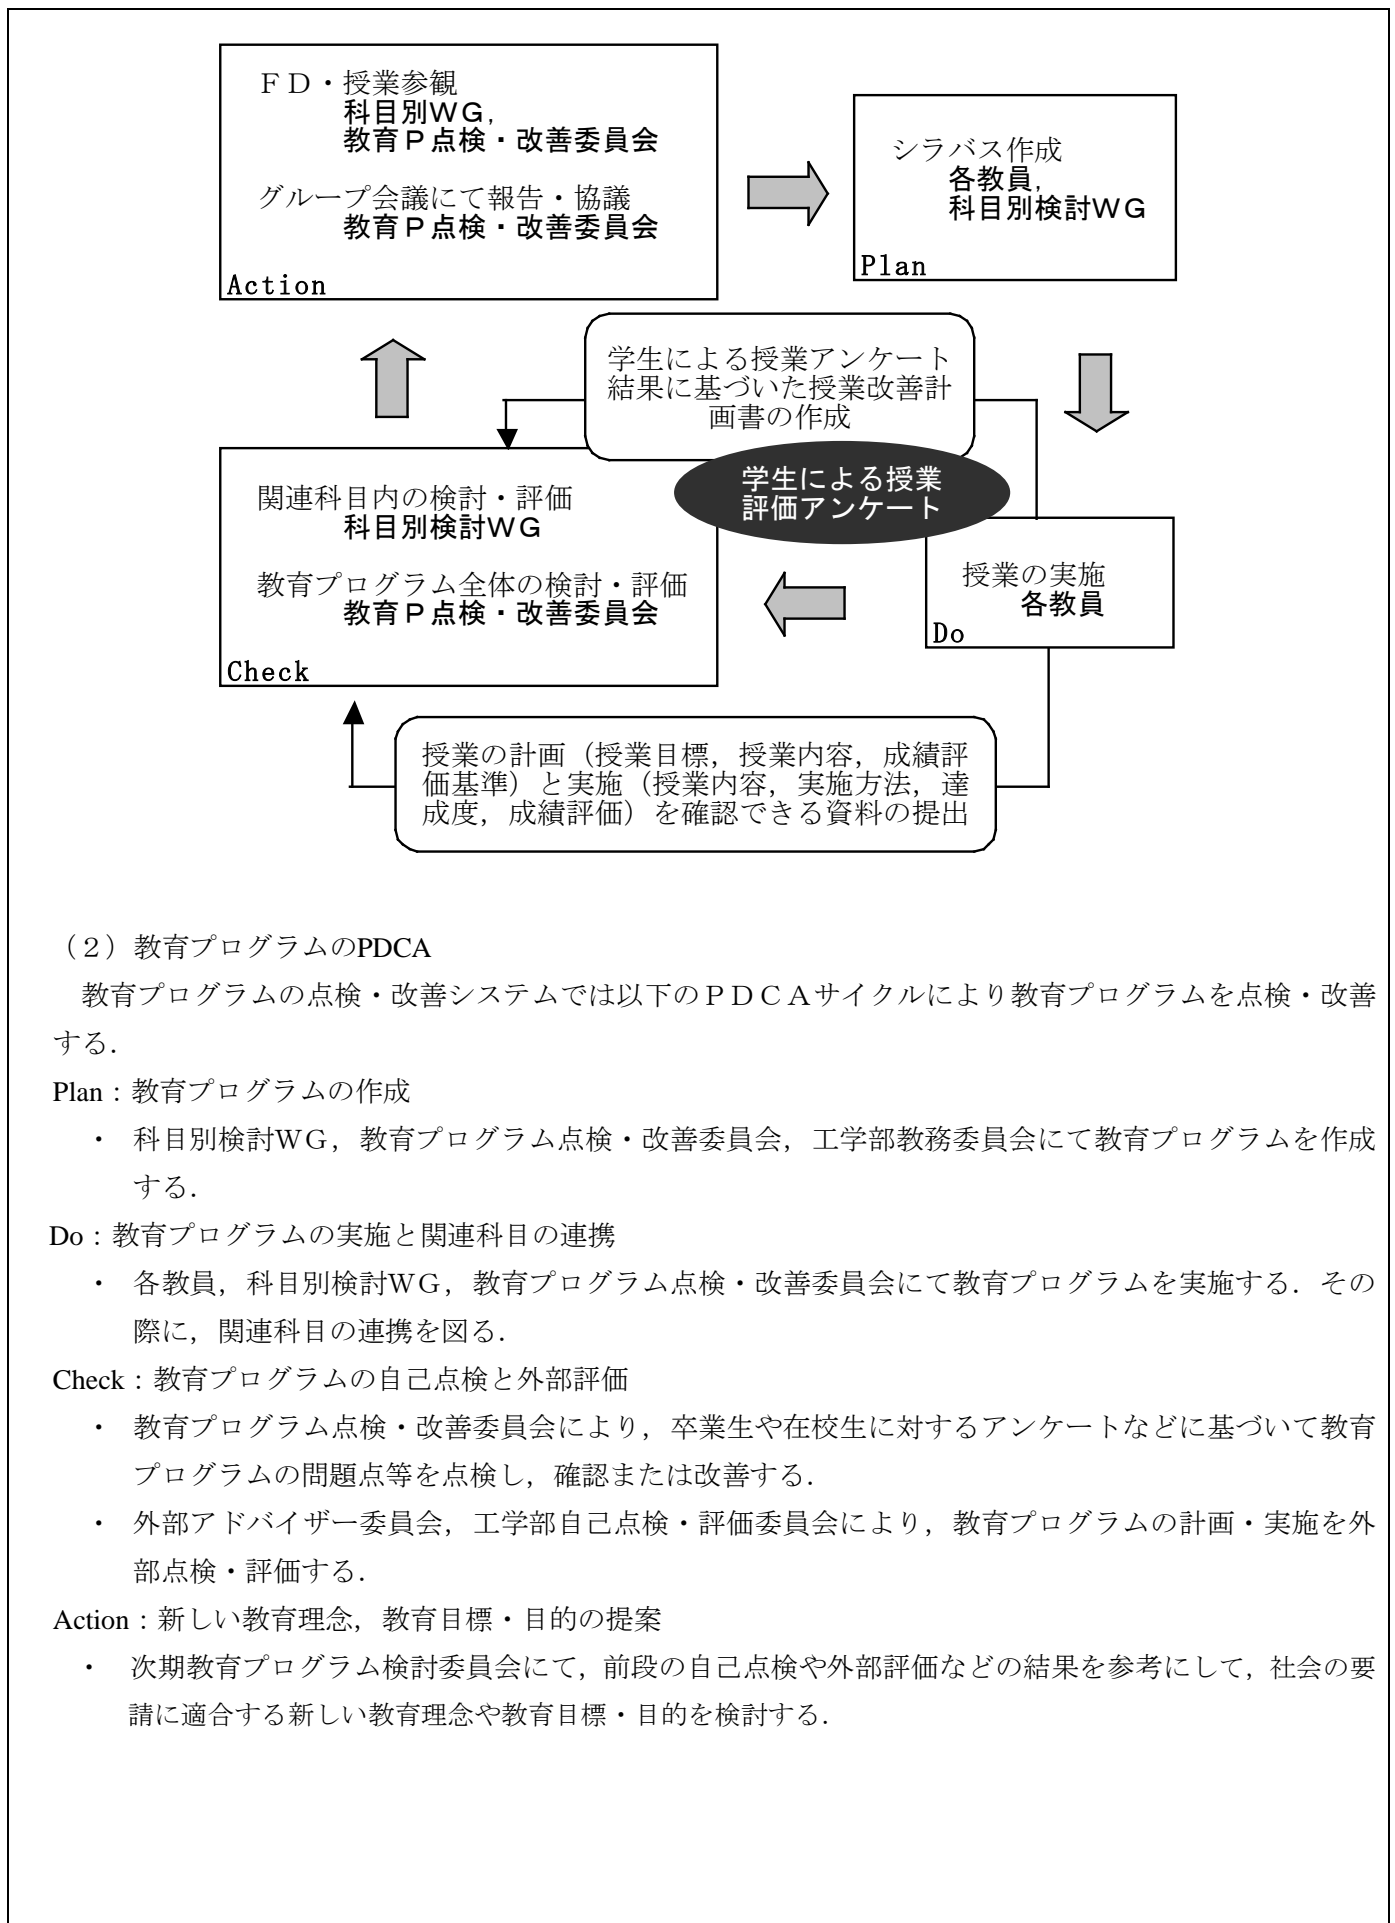 ＦＤ・授業参観
科目別ＷＧ，
教育Ｐ点検・改善委員会
グループ会議にて報告・協議
教育Ｐ点検・改善委員会
Action
シラバス作成
各教員，
科目別検討ＷＧ
Plan
学生による授業アンケート
結果に基づいた授業改善計
画書の作成
学生による授業
評価アンケート
関連科目内の検討・評価
科目別検討ＷＧ
教育プログラム全体の検討・評価
教育Ｐ点検・改善委員会
Check
授業の実施
各教員
Do
授業の計画（授業目標，授業内容，成績評
価基準）と実施（授業内容，実施方法，達
成度，成績評価）を確認できる資料の提出
（２）教育プログラムのPDCA
教育プログラムの点検・改善システムでは以下のＰＤＣＡサイクルにより教育プログラムを点検・改善
する．
Plan：教育プログラムの作成
・ 科目別検討ＷＧ，教育プログラム点検・改善委員会，工学部教務委員会にて教育プログラムを作成
する．
Do：教育プログラムの実施と関連科目の連携
・ 各教員，科目別検討ＷＧ，教育プログラム点検・改善委員会にて教育プログラムを実施する．その
際に，関連科目の連携を図る．
Check：教育プログラムの自己点検と外部評価
・ 教育プログラム点検・改善委員会により，卒業生や在校生に対するアンケートなどに基づいて教育
プログラムの問題点等を点検し，確認または改善する．
・ 外部アドバイザー委員会，工学部自己点検・評価委員会により，教育プログラムの計画・実施を外
部点検・評価する．
Action：新しい教育理念，教育目標・目的の提案
・ 次期教育プログラム検討委員会にて，前段の自己点検や外部評価などの結果を参考にして，社会の要
請に適合する新しい教育理念や教育目標・目的を検討する．